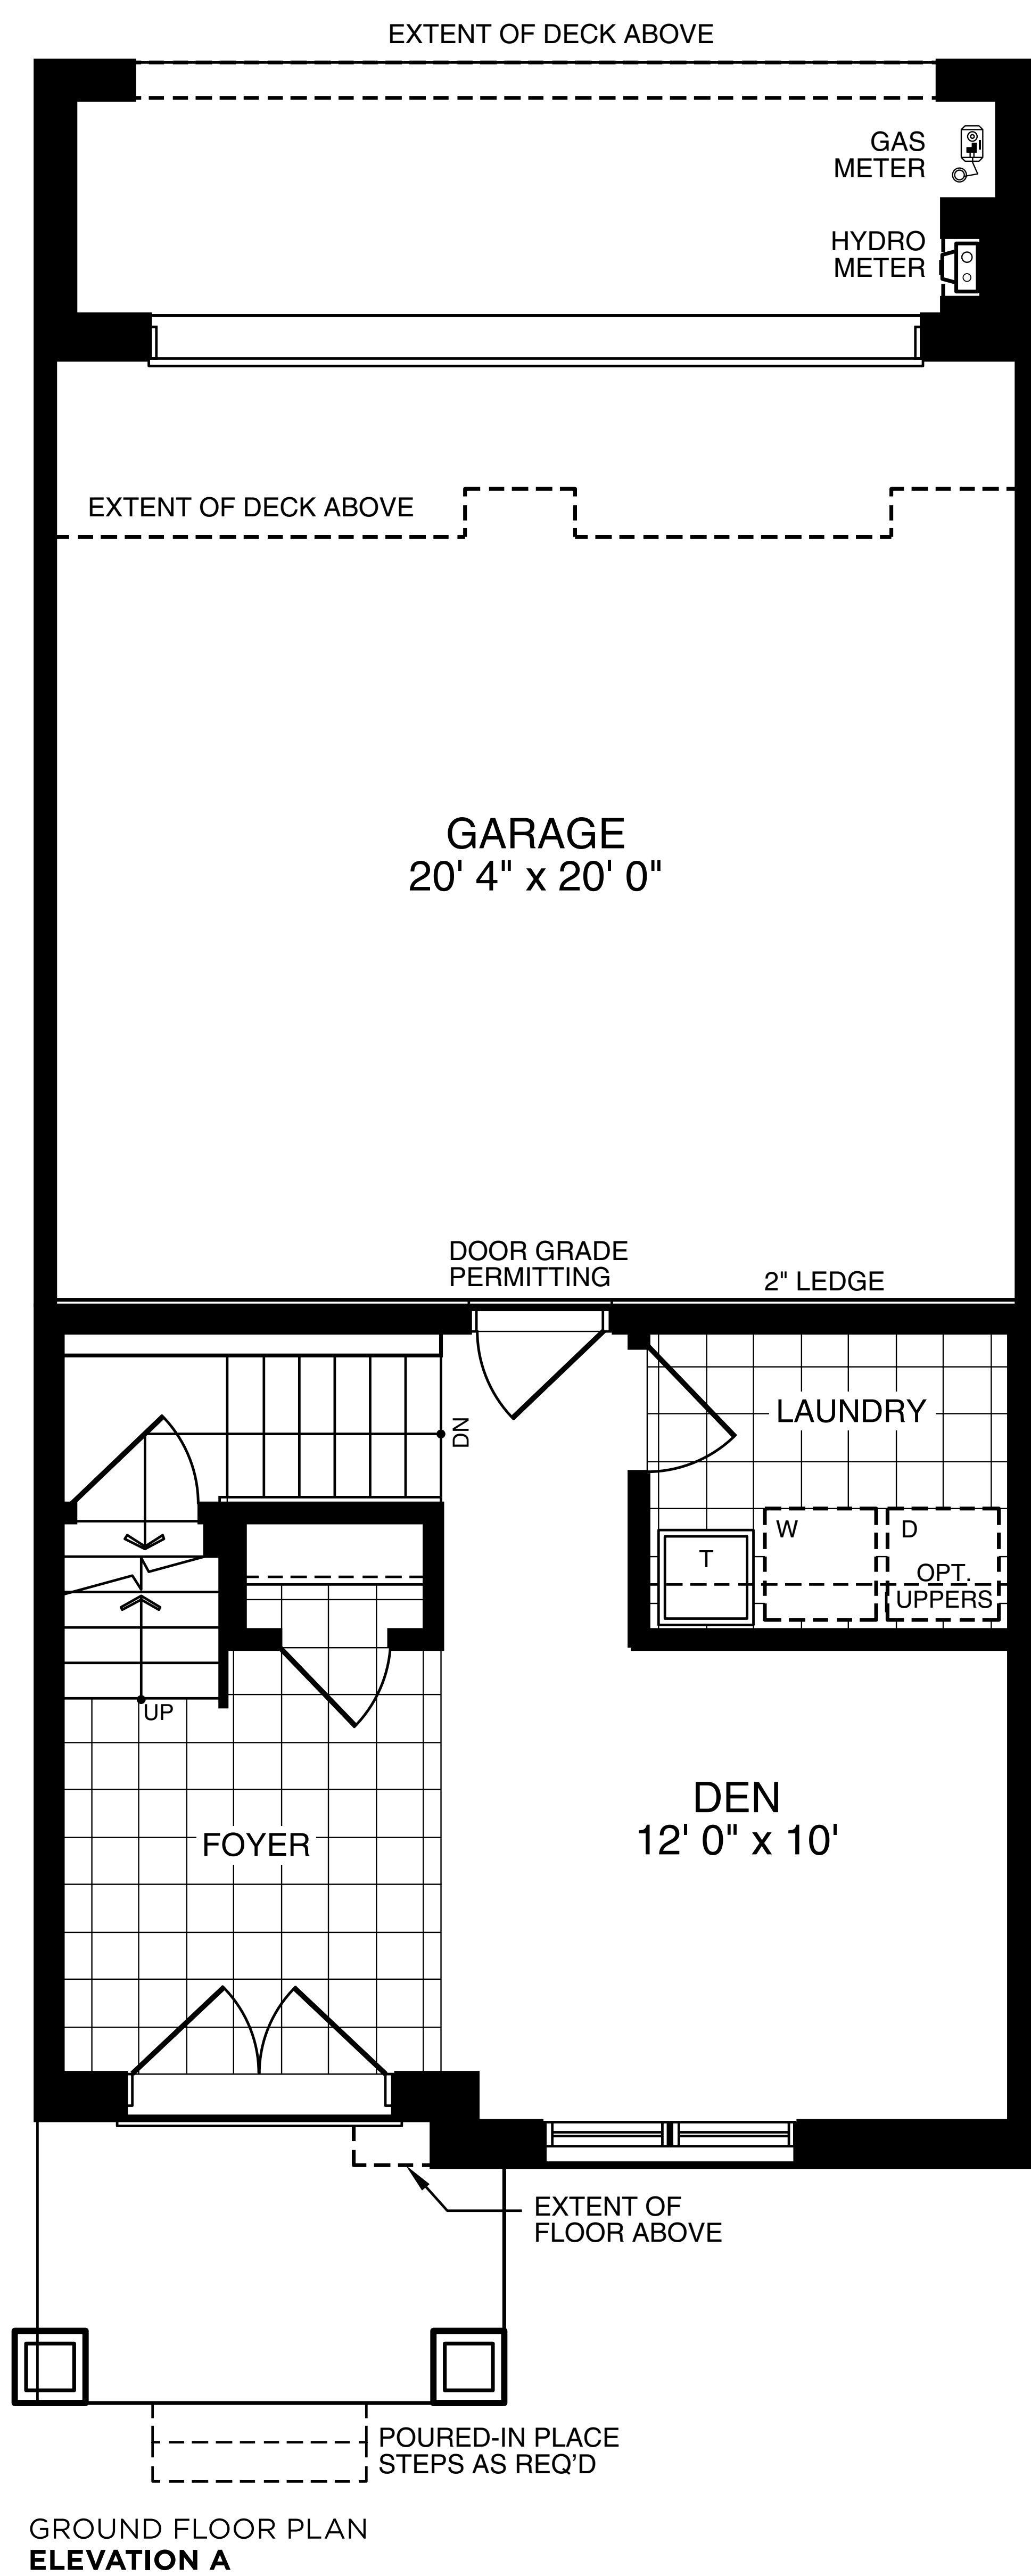 EXTENT OF DECK ABOVE
GAS
METER
HYDRO
METER
EXTENT OF DECK ABOVE
GARAGE
20' 4" x 20' 0"
DOOR GRADE
PERMITTING
2" LEDGE
DN
LAUNDRY
T
W
D
OPT.
UPPERS
UP
FOYER
DEN
12' 0" x 10'
EXTENT OF
FLOOR ABOVE
POURED-IN PLACE
STEPS AS REQ’D
GROUND FLOOR PLAN
ELEVATION A